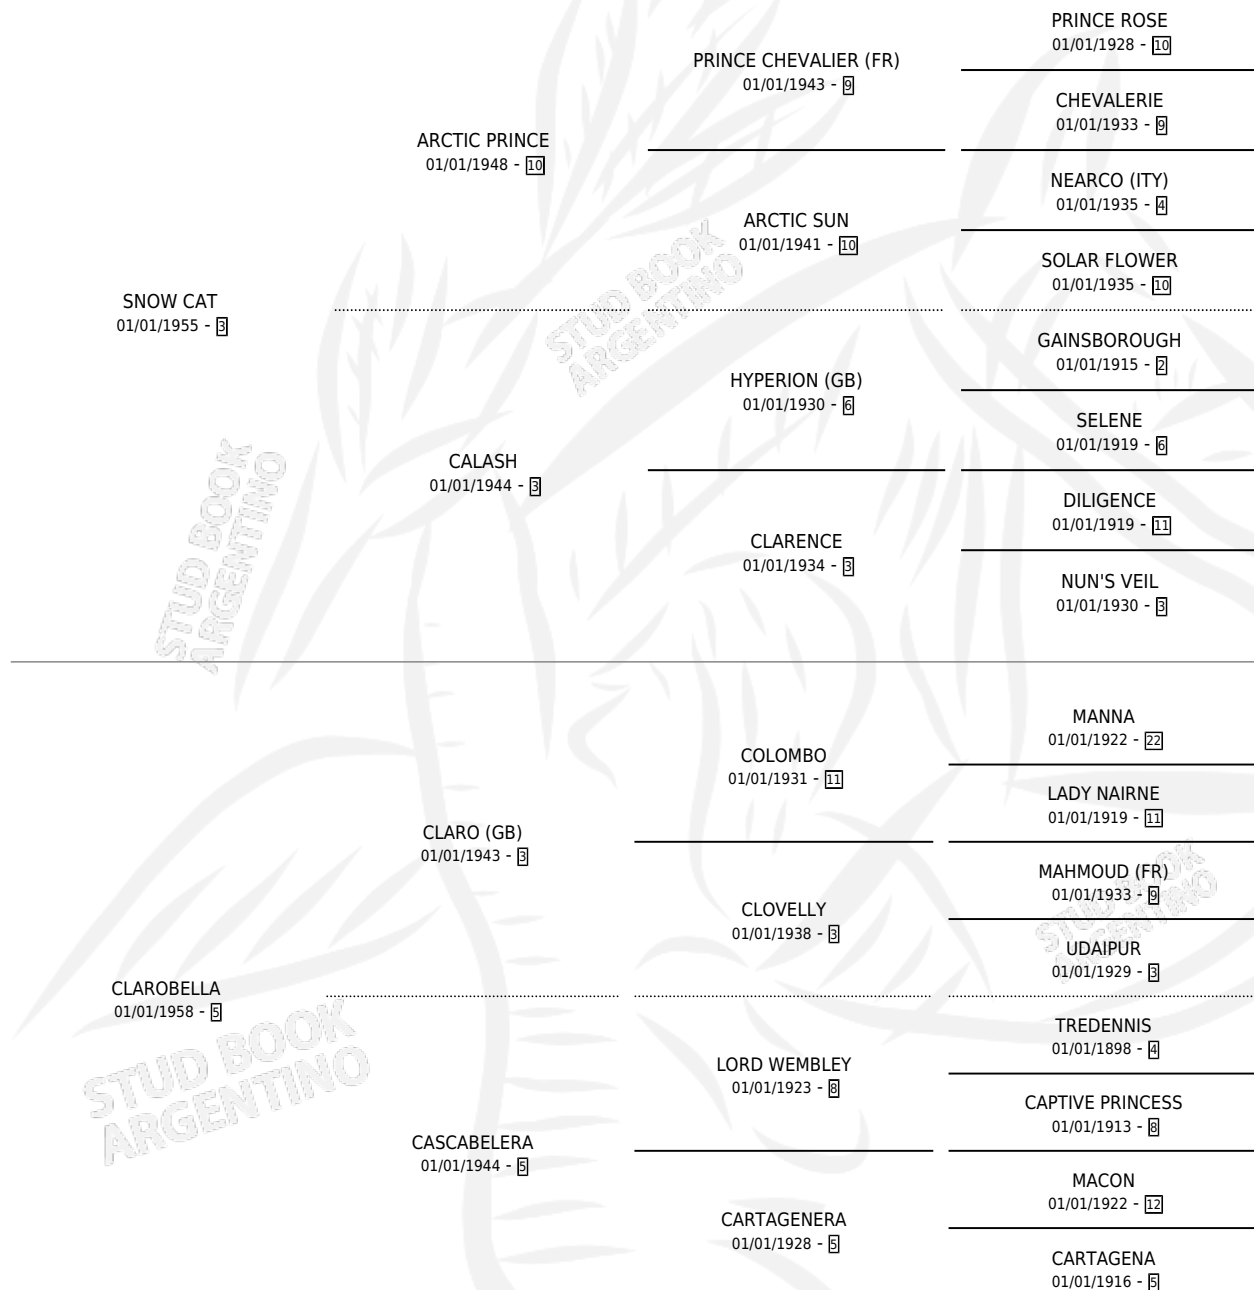 PRINCE ROSE
01/01/1928 - 10
PRINCE CHEVALIER (FR)
01/01/1943 - 9
CHEVALERIE
01/01/1933 - 9
ARCTIC PRINCE
01/01/1948 - 10
NEARCO (ITY)
01/01/1935 - 4
ARCTIC SUN
01/01/1941 - 10
SOLAR FLOWER
01/01/1935 - 10
SNOW CAT
01/01/1955 - 3
GAINSBOROUGH
01/01/1915 - 2
HYPERION (GB)
01/01/1930 - 6
SELENE
01/01/1919 - 6
CALASH
01/01/1944 - 3
DILIGENCE
01/01/1919 - 11
CLARENCE
01/01/1934 - 3
NUN'S VEIL
01/01/1930 - 3
MANNA
01/01/1922 - 22
COLOMBO
01/01/1931 - 11
LADY NAIRNE
01/01/1919 - 11
CLARO (GB)
01/01/1943 - 3
MAHMOUD (FR)
01/01/1933 - 9
CLOVELLY
01/01/1938 - 3
UDAIPUR
01/01/1929 - 3
CLAROBELLA
01/01/1958 - 5
TREDENNIS
01/01/1898 - 4
LORD WEMBLEY
01/01/1923 - 8
CAPTIVE PRINCESS
01/01/1913 - 8
CASCABELERA
01/01/1944 - 5
MACON
01/01/1922 - 12
CARTAGENERA
01/01/1928 - 5
CARTAGENA
01/01/1916 - 5
STUD BOOK
ARGENTINO
STUD BOOK
ARGENTINO
STUD BOOK
ARGENTINO
STUD BOOK
ARGENTINO